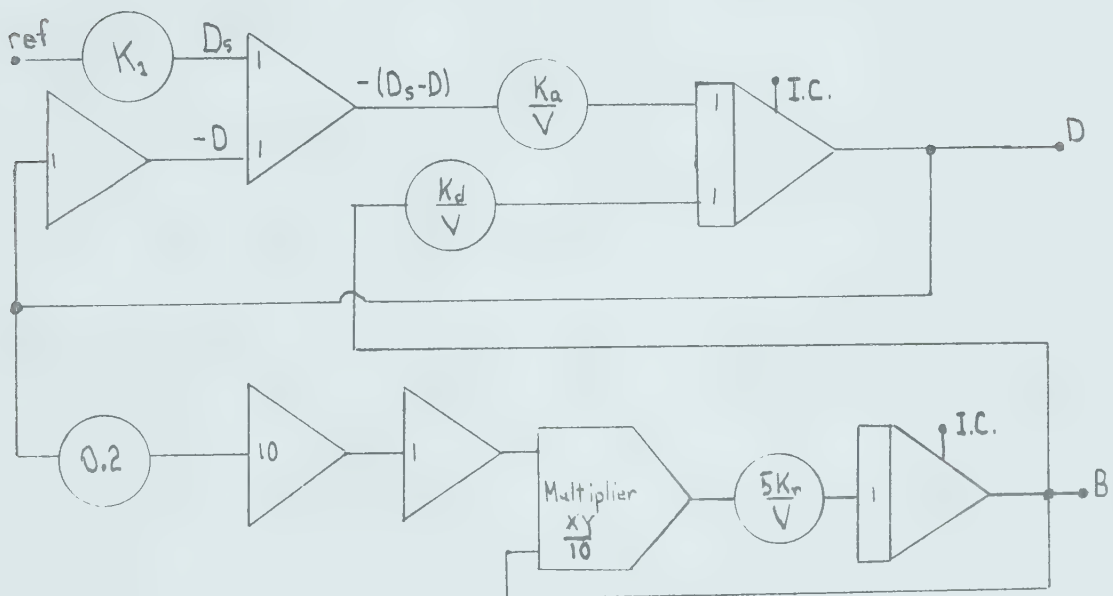 ref
K₁
Ds
1
1
-(Ds-D)
Ka
V
1
1
I.C.
D
1
-D
Kd
V
0.2
10
1
Multiplier
XY
10
5Kr
V
1
I.C.
B